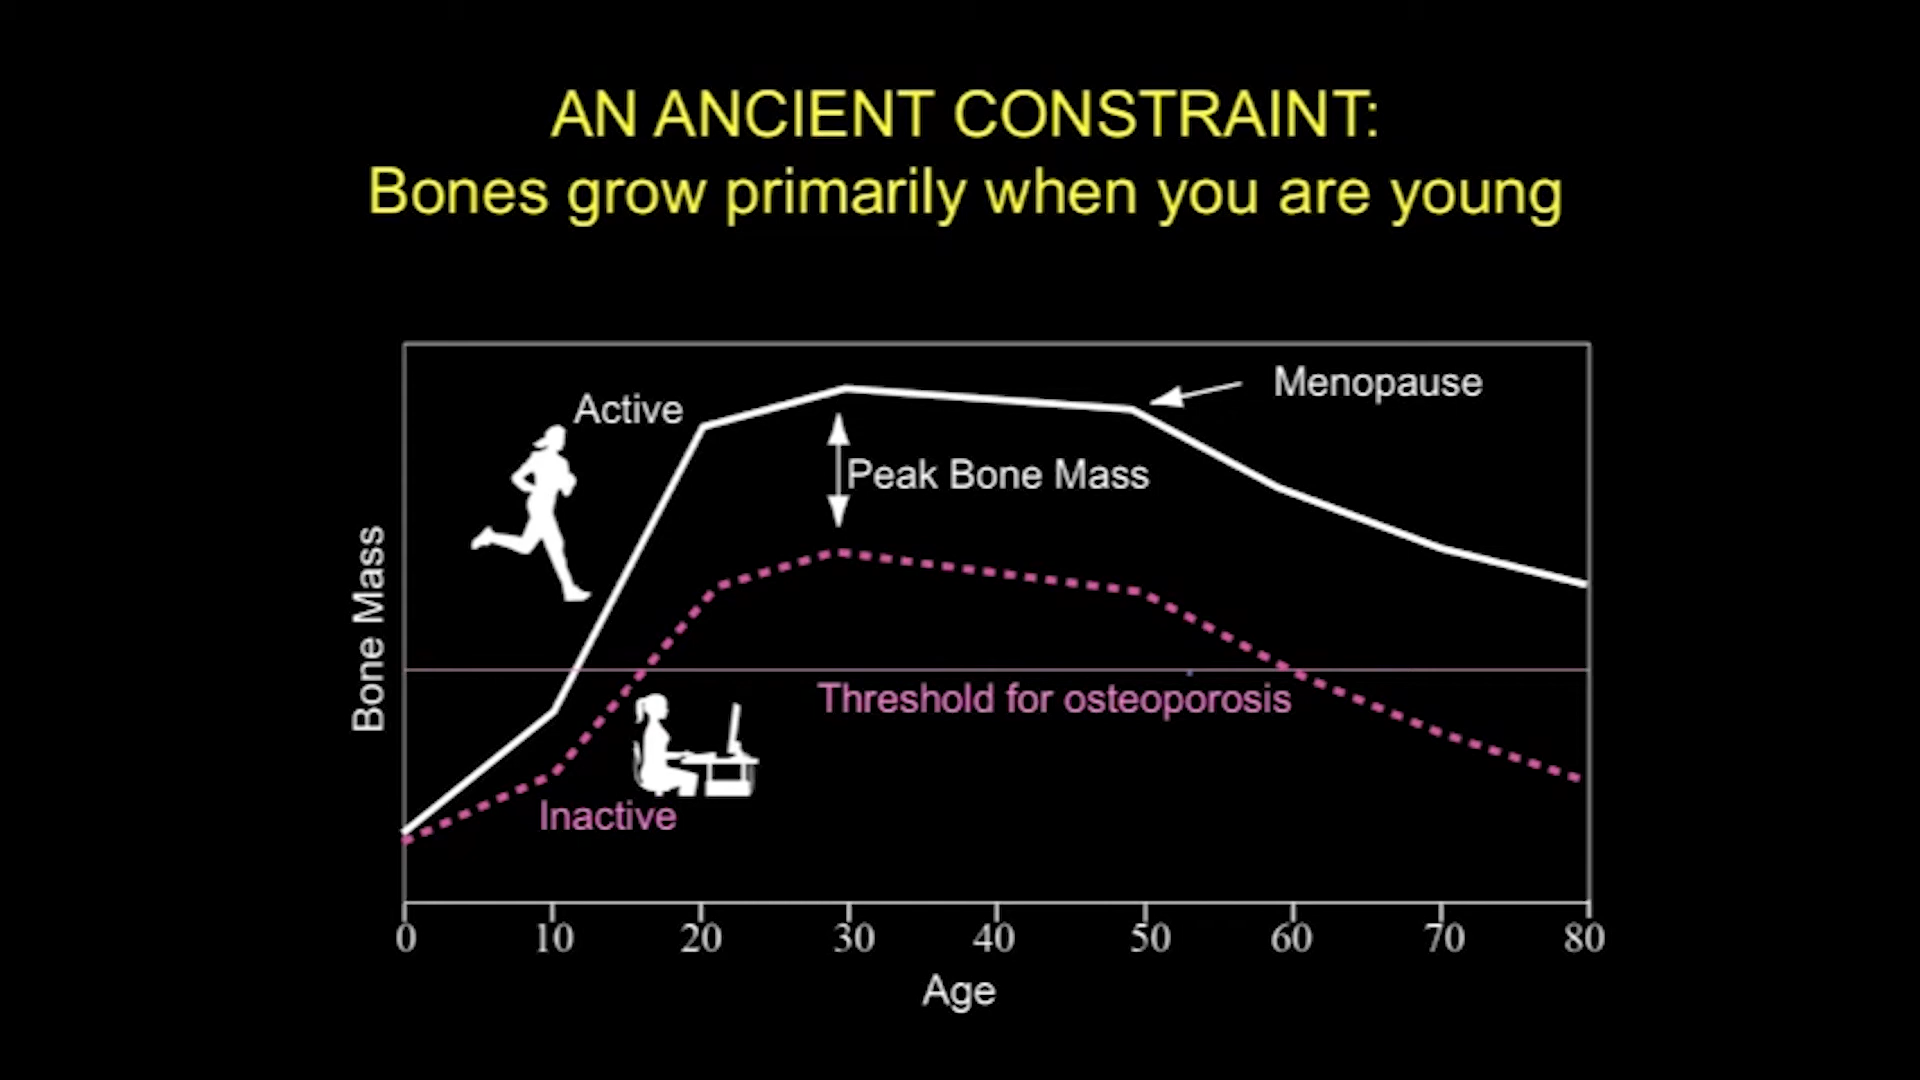 AN ANCIENT CONSTRAINT:
Bones grow primarily when you are young
Active
Menopause
Peak Bone Mass
Bone Mass
Threshold for osteoporosis
Inactive
0 10 20 30 40 50 60 70 80
Age